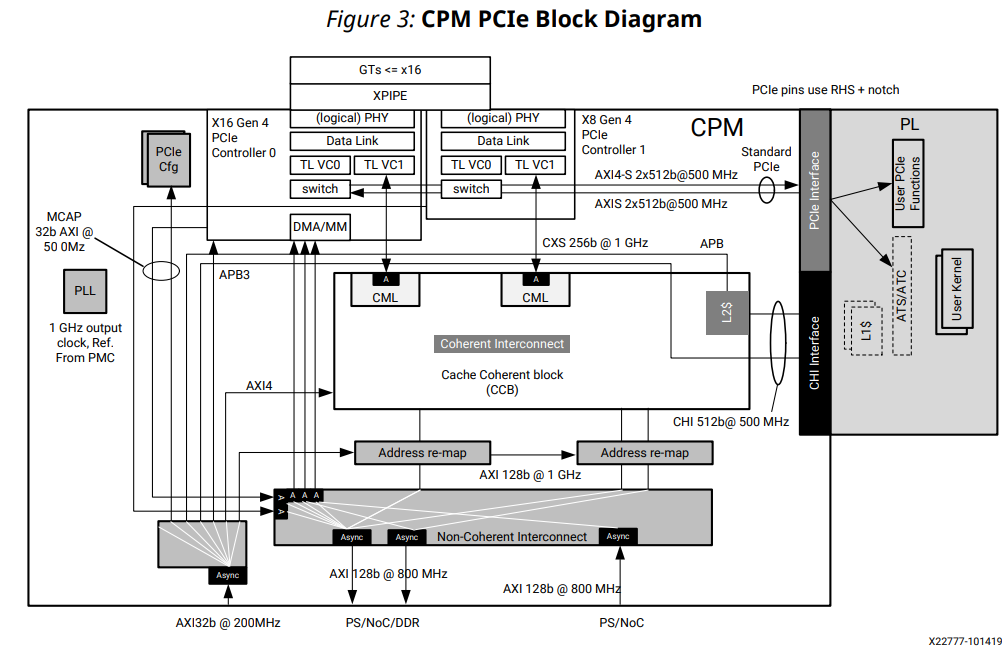 Figure 3: CPM PCIe Block Diagram
GTs <= x16
XPIPE
PCIe pins use RHS + notch
X16 Gen 4
PCIe
Controller 0
(logical) PHY
Data Link
TL VC0
TL VC1
switch
DMA/MM
(logical) PHY
Data Link
TL VC0
TL VC1
switch
X8 Gen 4
PCIe
Controller 1
CPM
PL
Standard
PCIe
PCIe
Cfg
AXI4-S 2x512b@500 MHz
AXIS 2x512b@500 MHz
PCIe Interface
User PCIe
Functions
MCAP
32b AXI @
50 0Mz
CXS 256b @ 1 GHz
APB
APB3
PLL
1 GHz output
clock, Ref.
From PMC
A
CML
A
CML
L2$
Coherent Interconnect
Cache Coherent block
(CCB)
CHI Interface
L1$
ATS/ATC
User Kernel
AXI4
CHI 512b@ 500 MHz
Address re-map
Address re-map
AXI 128b @ 1 GHz
A
A
A
A
A
Async
Async
Non-Coherent Interconnect
Async
Async
AXI 128b @ 800 MHz
AXI 128b @ 800 MHz
AXI32b @ 200MHz
PS/NoC/DDR
PS/NoC
X22777-101419